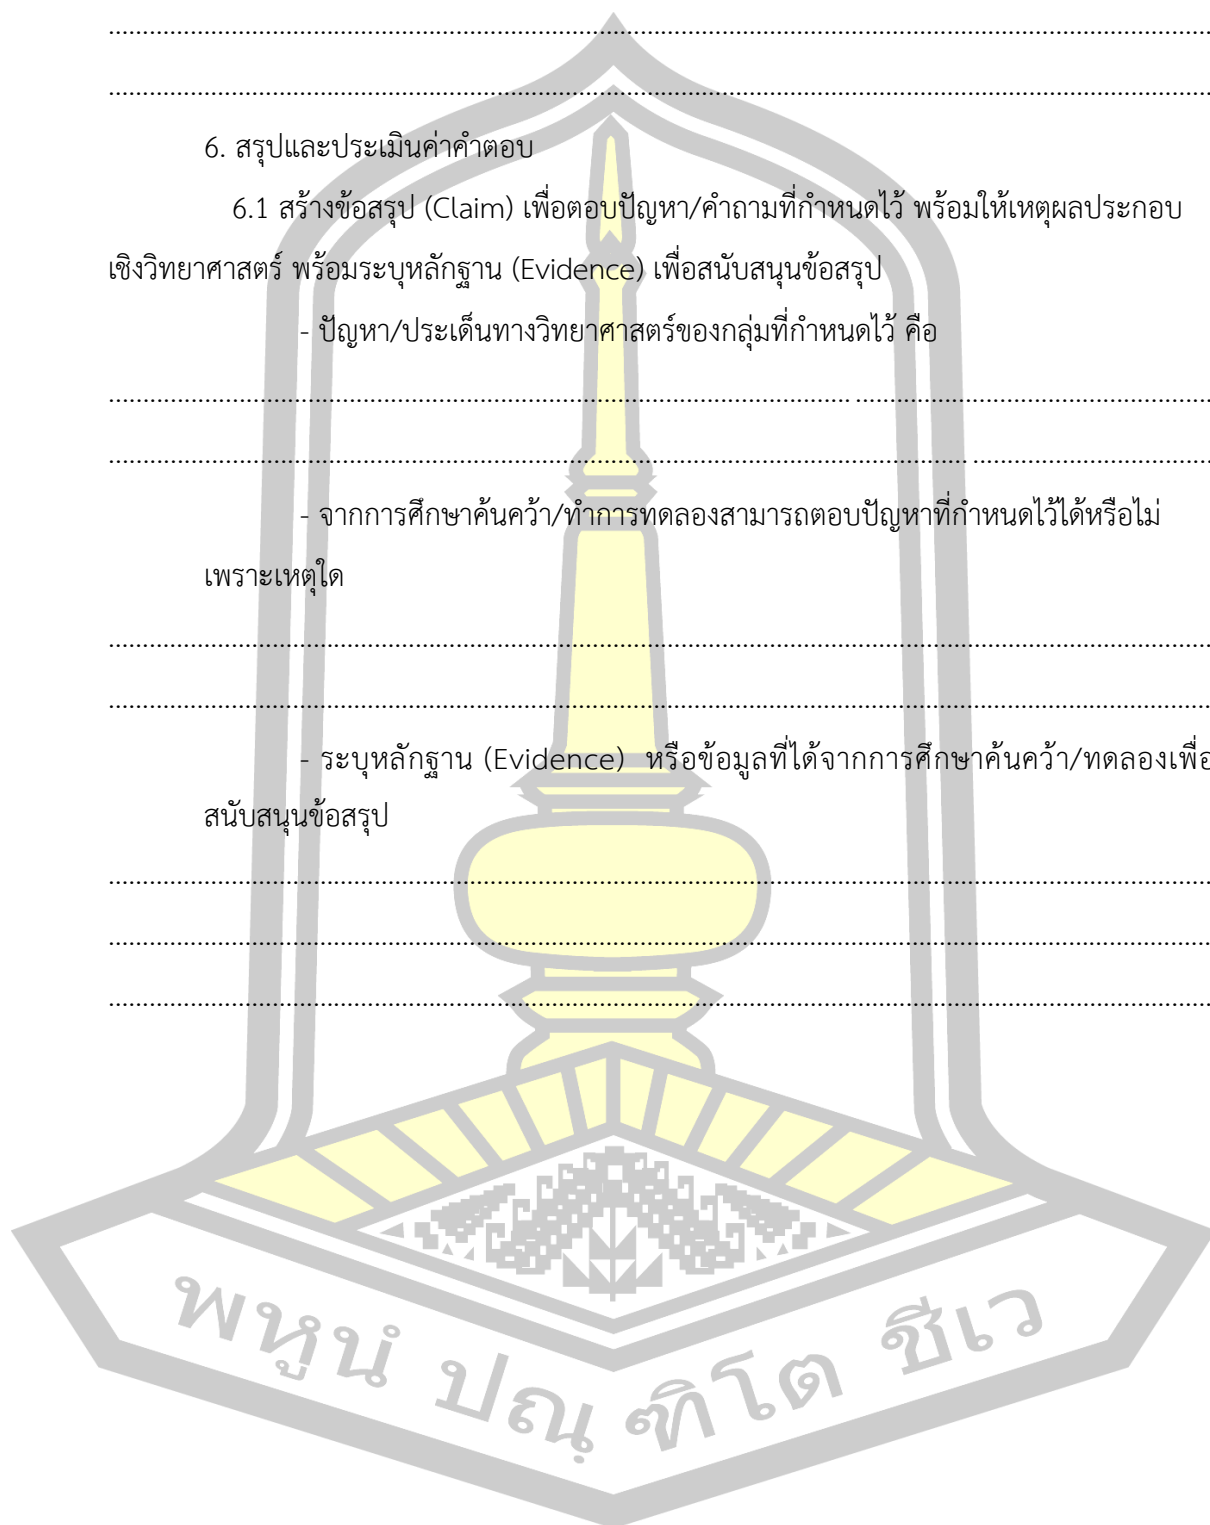 ........................................................................................................................................
........................................................................................................................................
6. สรุปและประเมินค่าคำตอบ
6.1 สร้างข้อสรุป (Claim) เพื่อตอบปัญหา/คำถามที่กำหนดไว้ พร้อมให้เหตุผลประกอบ
เชิงวิทยาศาสตร์ พร้อมระบุหลักฐาน (Evidence) เพื่อสนับสนุนข้อสรุป
- ปัญหา/ประเด็นทางวิทยาศาสตร์ของกลุ่มที่กำหนดไว้ คือ
........................................................................................................................................
........................................................................................................................................
- จากการศึกษาค้นคว้า/ทำการทดลองสามารถตอบปัญหาที่กำหนดไว้ได้หรือไม่
เพราะเหตุใด
........................................................................................................................................
........................................................................................................................................
- ระบุหลักฐาน (Evidence) หรือข้อมูลที่ได้จากการศึกษาค้นคว้า/ทดลองเพื่อ
สนับสนุนข้อสรุป
........................................................................................................................................
........................................................................................................................................
........................................................................................................................................
พหูนํ ปณฺ ฑิโต ชีเว